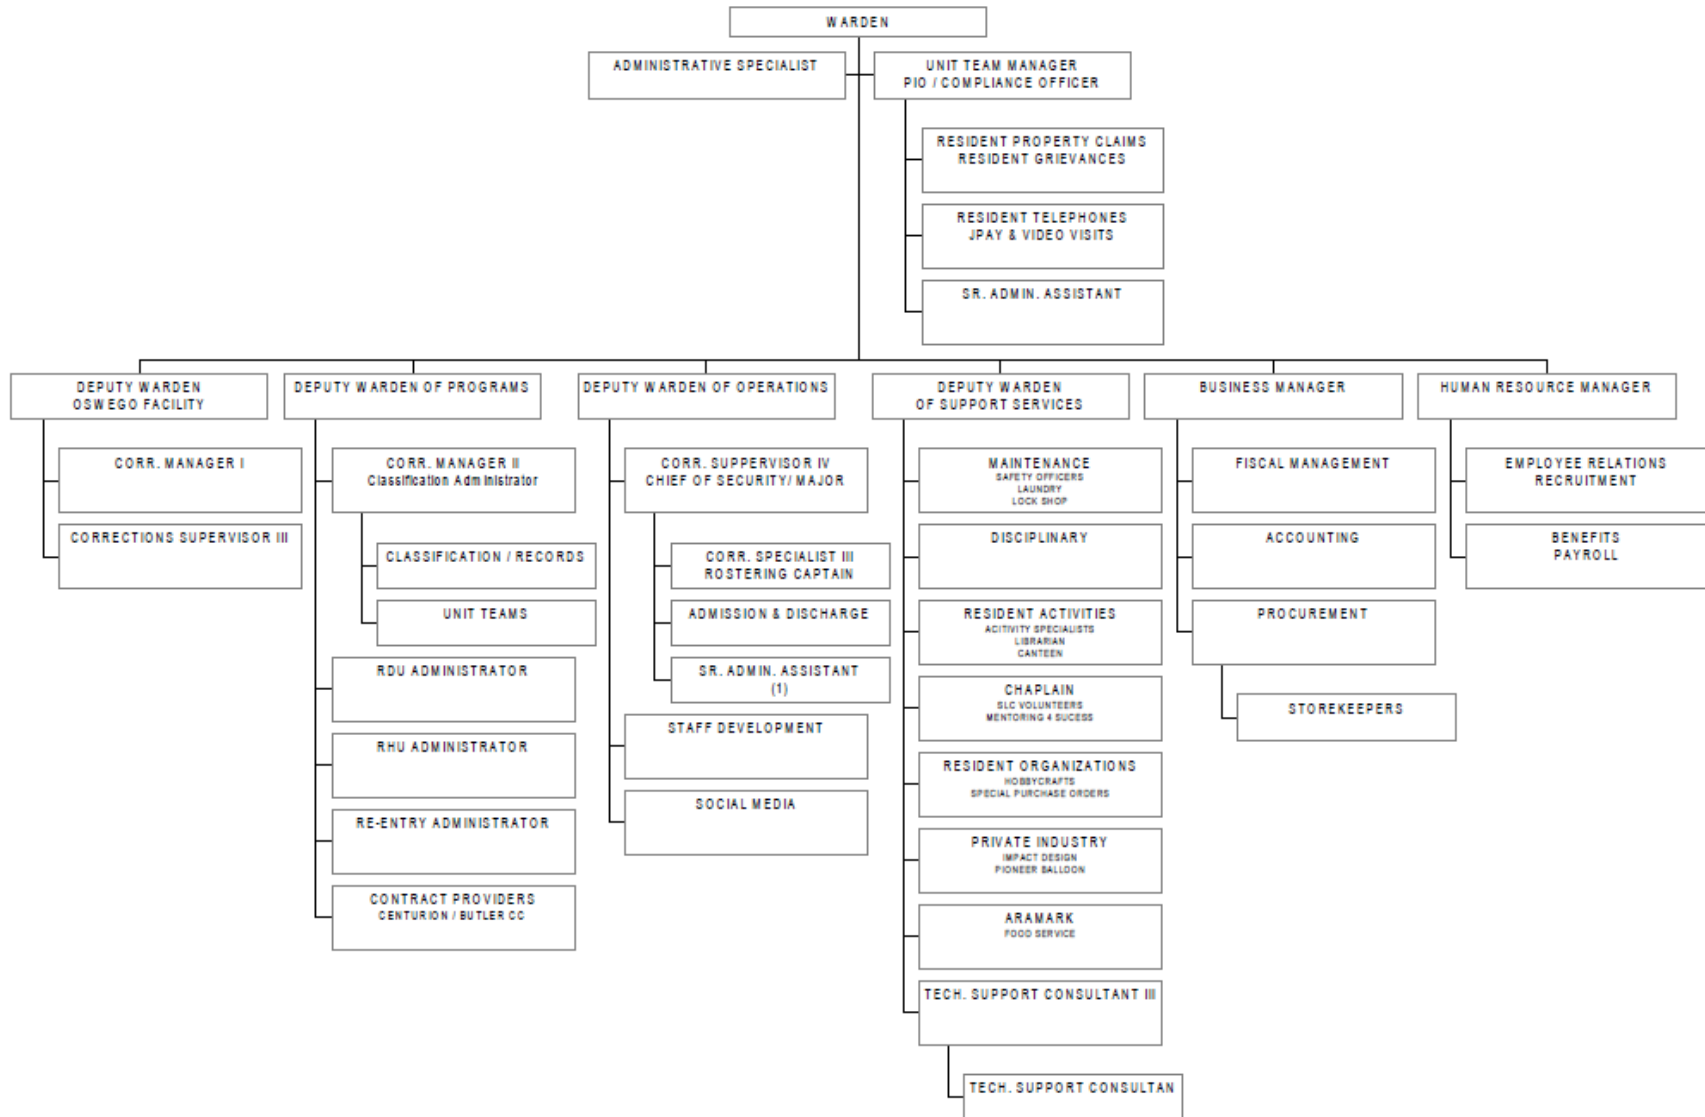 WARDEN
ADMINISTRATIVE SPECIALIST
UNIT TEAM MANAGER
PIO / COMPLIANCE OFFICER
RESIDENT PROPERTY CLAIMS
RESIDENT GRIEVANCES
RESIDENT TELEPHONES
JPAY & VIDEO VISITS
SR. ADMIN. ASSISTANT
DEPUTY WARDEN
OSWEGO FACILITY
CORR. MANAGER I
CORRECTIONS SUPERVISOR III
DEPUTY WARDEN OF PROGRAMS
CORR. MANAGER II
Classification Administrator
CLASSIFICATION / RECORDS
UNIT TEAMS
RDU ADMINISTRATOR
RHU ADMINISTRATOR
RE-ENTRY ADMINISTRATOR
CONTRACT PROVIDERS
CENTURION / BUTLER CC
DEPUTY WARDEN OF OPERATIONS
CORR. SUPPERVISOR IV
CHIEF OF SECURITY/ MAJOR
CORR. SPECIALIST III
ROSTERING CAPTAIN
ADMISSION & DISCHARGE
SR. ADMIN. ASSISTANT
(1)
STAFF DEVELOPMENT
SOCIAL MEDIA
DEPUTY WARDEN
OF SUPPORT SERVICES
MAINTENANCE
SAFETY OFFICERS
LAUNDRY
LOCK SHOP
DISCIPLINARY
RESIDENT ACTIVITIES
ACITIVITY SPECIALISTS
LIBRARIAN
CANTEEN
CHAPLAIN
SLC VOLUNTEERS
MENTORING 4 SUCESS
RESIDENT ORGANIZATIONS
HOBBYCRAFTS
SPECIAL PURCHASE ORDERS
PRIVATE INDUSTRY
IMPACT DESIGN
PIONEER BALLOON
ARAMARK
FOOD SERVICE
TECH. SUPPORT CONSULTANT III
TECH. SUPPORT CONSULTAN
BUSINESS MANAGER
FISCAL MANAGEMENT
ACCOUNTING
PROCUREMENT
STOREKEEPERS
HUMAN RESOURCE MANAGER
EMPLOYEE RELATIONS
RECRUITMENT
BENEFITS
PAYROLL